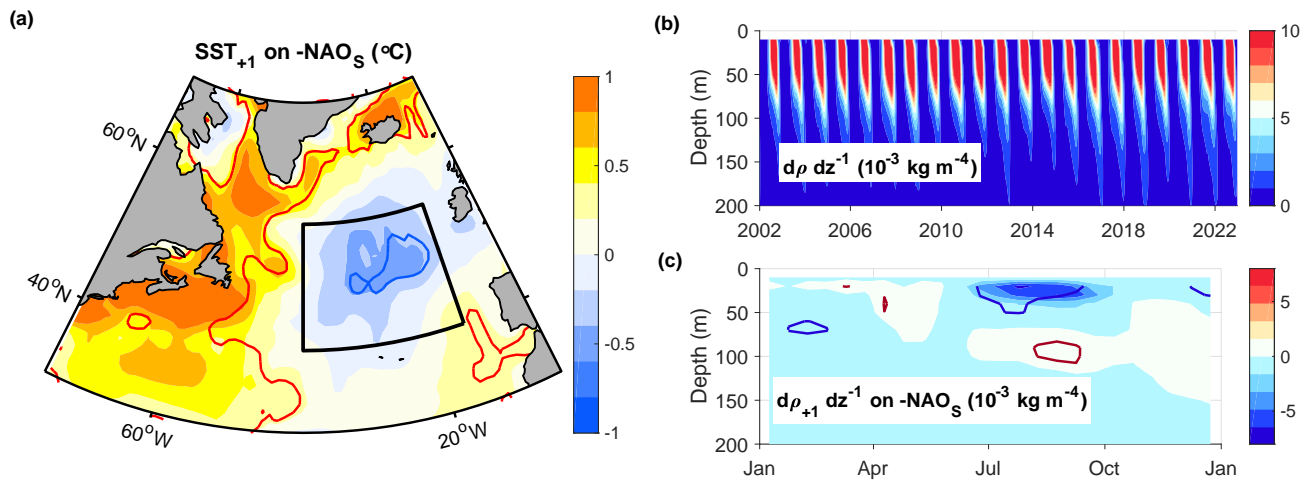 (a)
SST+1 on -NAOS (°C)
60°N
40°N
60°W
20°W
1
0.5
0
-0.5
-1
(b)
0
50
100
150
200
Depth (m)
dρ dz-1 (10-3 kg m-4)
2002
2006
2010
2014
2018
2022
10
5
0
(c)
0
50
100
150
200
Depth (m)
dρ+1 dz-1 on -NAOS (10-3 kg m-4)
Jan
Apr
Jul
Oct
Jan
5
0
-5